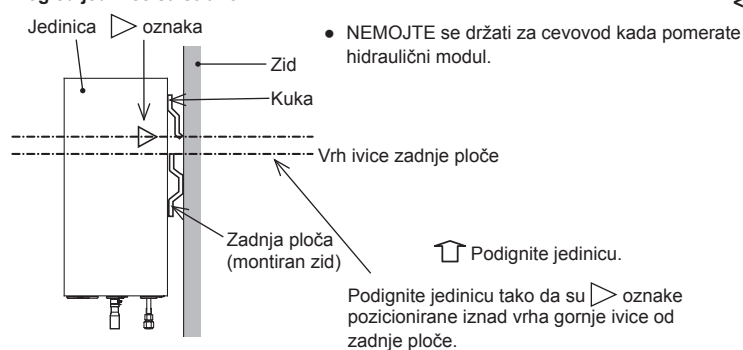 Jedinica ▷ oznaka
● NEMOJTE se držati za cevovod kada pomerate
hidraulični modul.
Zid
Kuka
Vrh ivice zadnje ploče
Zadnja ploča
(montiran zid)
⇧ Podignite jedinicu.
Podignite jedinicu tako da su ▷ oznake
pozicionirane iznad vrha gornje ivice od
zadnje ploče.